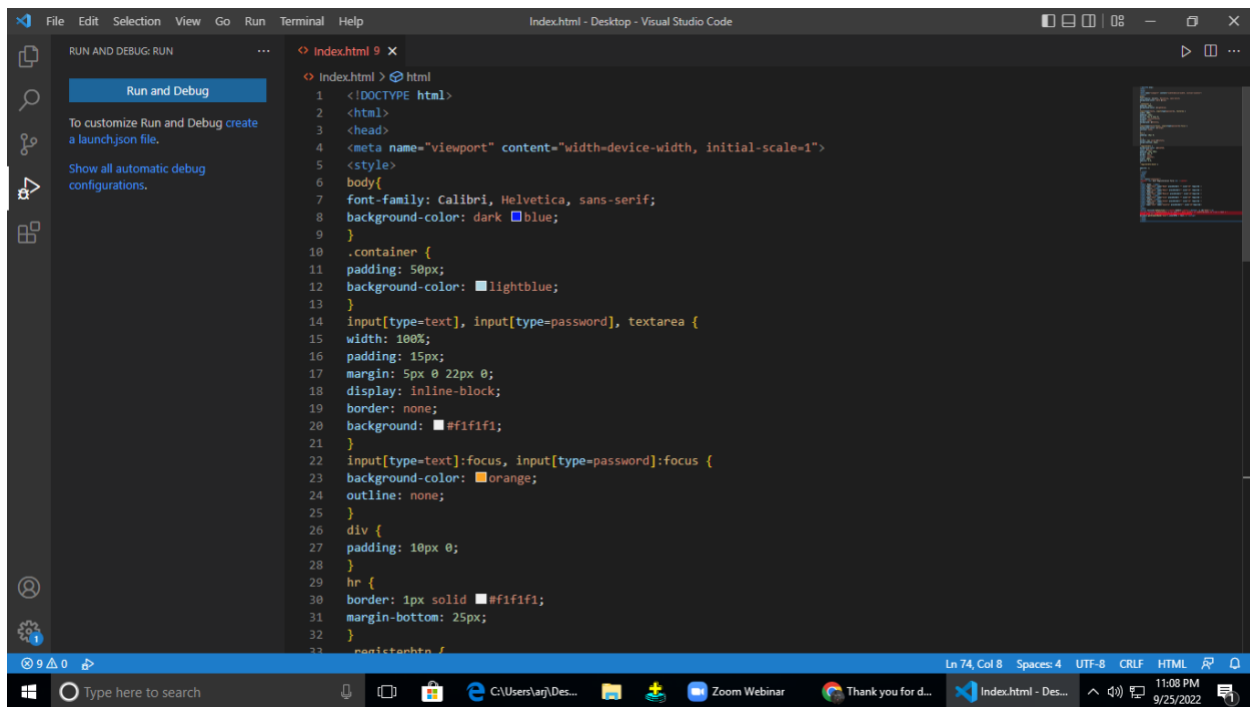 File Edit Selection View Go Run Terminal Help
Index.html - Desktop - Visual Studio Code
RUN AND DEBUG: RUN ...
Run and Debug
To customize Run and Debug create
a launch.json file.
Show all automatic debug
configurations.
Index.html 9
Index.html > html
1 <!DOCTYPE html>
2 <html>
3 <head>
4 <meta name="viewport" content="width=device-width, initial-scale=1">
5 <style>
6 body{
7 font-family: Calibri, Helvetica, sans-serif;
8 background-color: dark blue;
9 }
10 .container {
11 padding: 50px;
12 background-color: lightblue;
13 }
14 input[type=text], input[type=password], textarea {
15 width: 100%;
16 padding: 15px;
17 margin: 5px 0 22px 0;
18 display: inline-block;
19 border: none;
20 background: #f1f1f1;
21 }
22 input[type=text]:focus, input[type=password]:focus {
23 background-color: orange;
24 outline: none;
25 }
26 div {
27 padding: 10px 0;
28 }
29 hr {
30 border: 1px solid #f1f1f1;
31 margin-bottom: 25px;
32 }
33 .registerbtn {
1
9 0
Ln 74, Col 8 Spaces: 4 UTF-8 CRLF HTML
Type here to search
C:\Users\arj\Des...
Zoom Webinar
Thank you for d...
Index.html - Des...
11:08 PM
9/25/2022
1